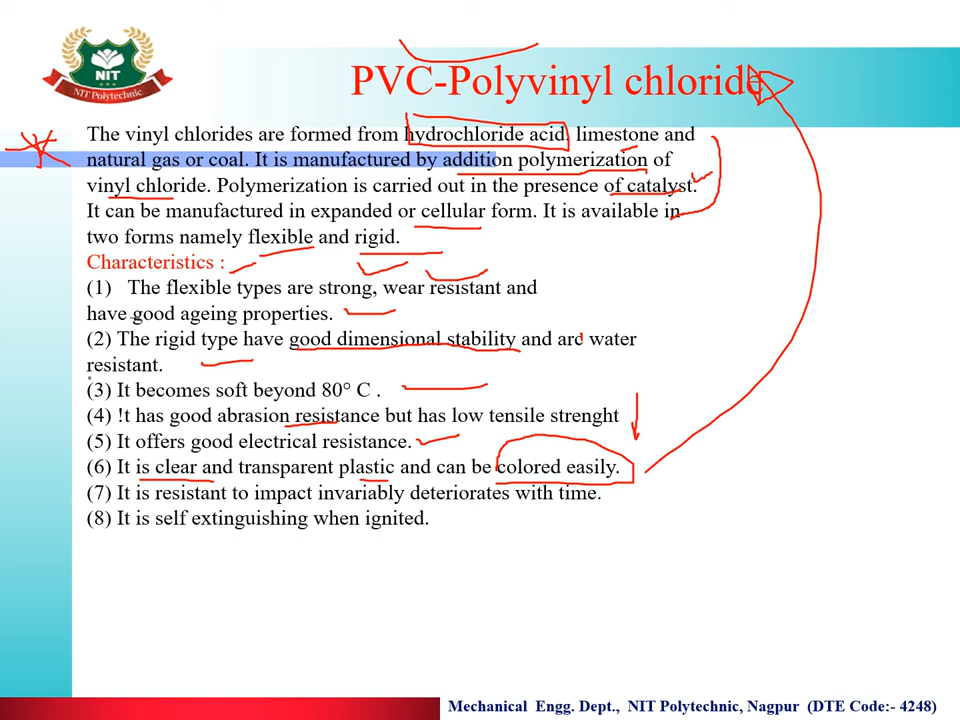 NIT
NIT Polytechnic
PVC-Polyvinyl chloride
The vinyl chlorides are formed from hydrochloride acid. limestone and
natural gas or coal. It is manufactured by addition polymerization of
vinyl chloride. Polymerization is carried out in the presence of catalyst.
It can be manufactured in expanded or cellular form. It is available in
two forms namely flexible and rigid.
Characteristics :
(1) The flexible types are strong, wear resistant and
have good ageing properties.
(2) The rigid type have good dimensional stability and arc water
resistant.
(3) It becomes soft beyond 80° C .
(4) !t has good abrasion resistance but has low tensile strenght
(5) It offers good electrical resistance.
(6) It is clear and transparent plastic and can be colored easily.
(7) It is resistant to impact invariably deteriorates with time.
(8) It is self extinguishing when ignited.
Mechanical Engg. Dept., NIT Polytechnic, Nagpur (DTE Code:- 4248)